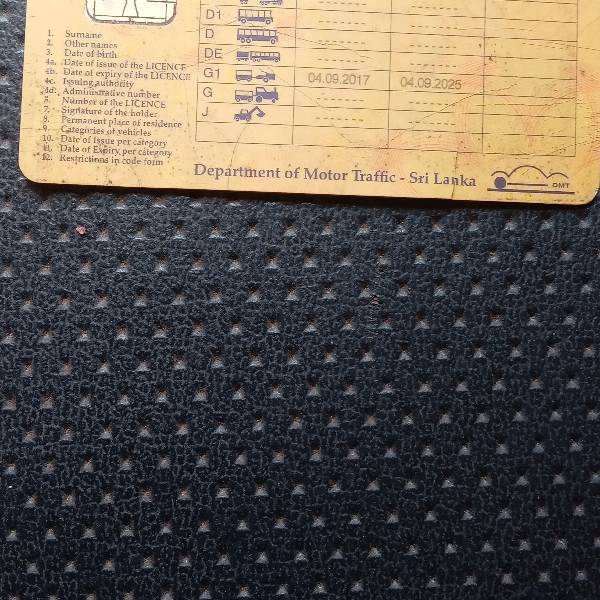 1. Surname
2. Other names
3. Date of birth
4a. Date of issue of the LICENCE
4b. Date of expiry of the LICENCE
4c. Issuing authority
4d. Administrative number
5. Number of the LICENCE
7. Signature of the holder
8. Permanent place of residence
9. Categories of vehicles
10. Date of Issue per category
11. Date of Expiry per category
12. Restrictions in code form
D1
D
DE
G1 04.09.2017 04.09.2025
G
J
Department of Motor Traffic - Sri Lanka
DMT